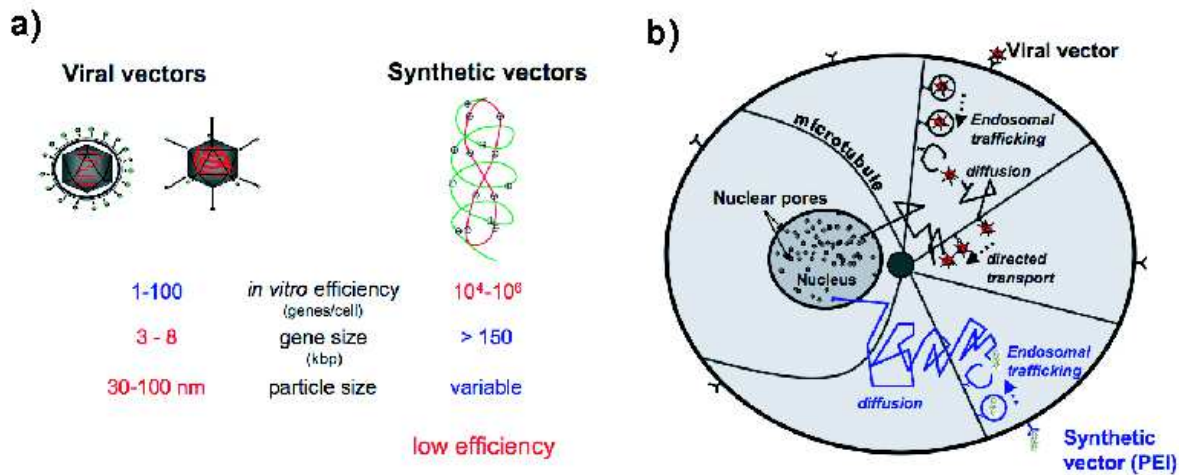 a)
Viral vectors
Synthetic vectors
1-100
in vitro efficiency
(genes/cell)
10⁴-10⁶
3 - 8
gene size
(kbp)
> 150
30-100 nm
particle size
variable
low efficiency
b)
Viral vector
Endosomal
trafficking
microtubule
diffusion
Nuclear pores
Nucleus
directed
transport
Endosomal
trafficking
diffusion
Synthetic
vector (PEI)